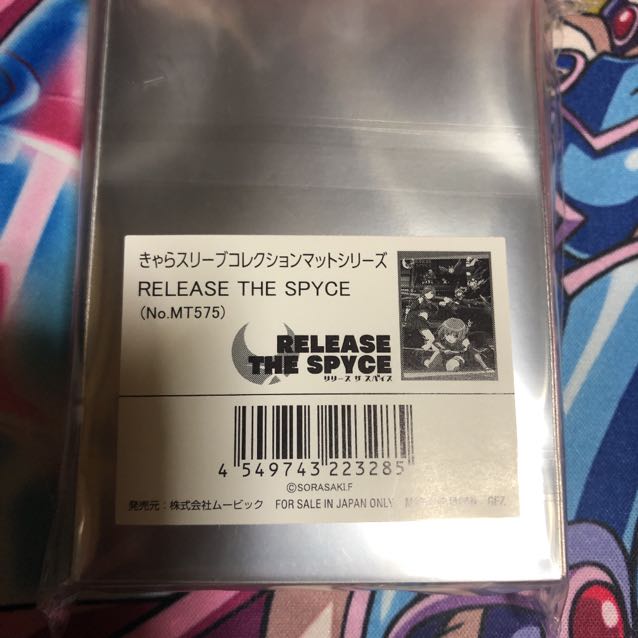 きゃらスリーブコレクションマットシリーズ
RELEASE THE SPYCE
(No.MT575)
RELEASE
THE SPYCE
リリース ザ スパイス
4 549743 223285
©SORASAKI.F
発売元：株式会社ムービック FOR SALE IN JAPAN ONLY